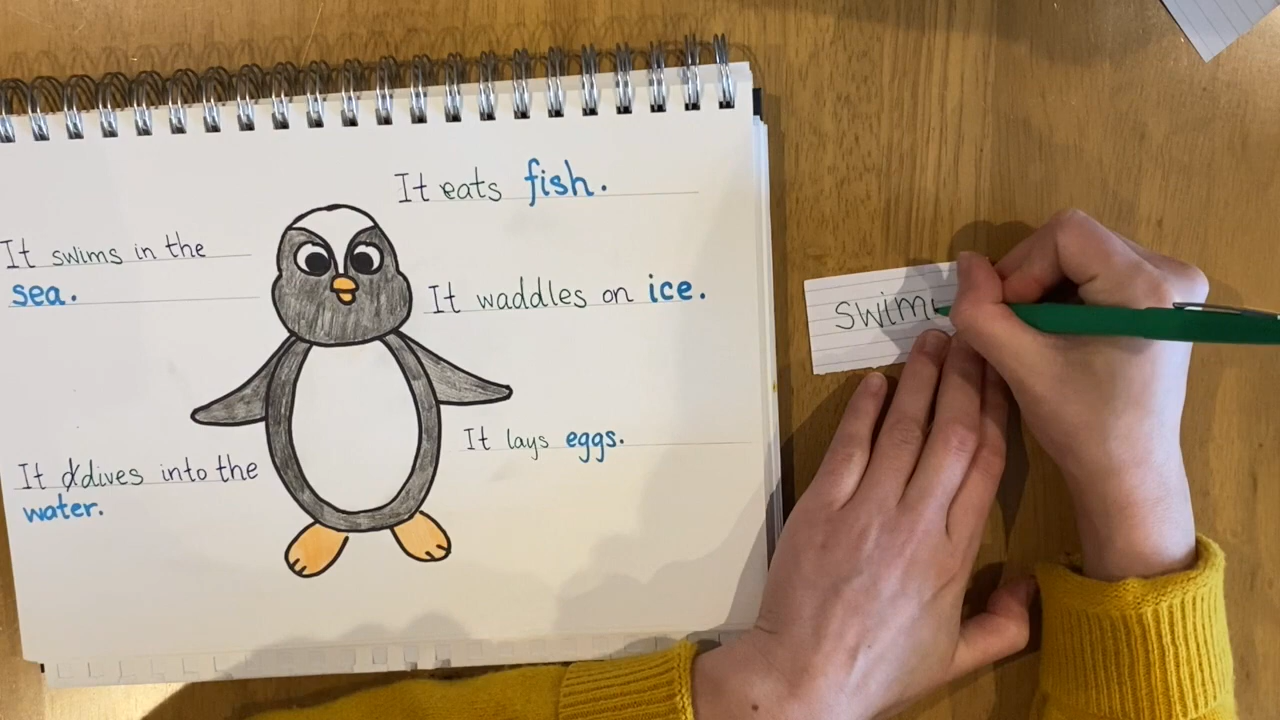 It eats fish.
It swims in the
sea.
It waddles on ice.
It lays eggs.
It dives into the
water.
swim